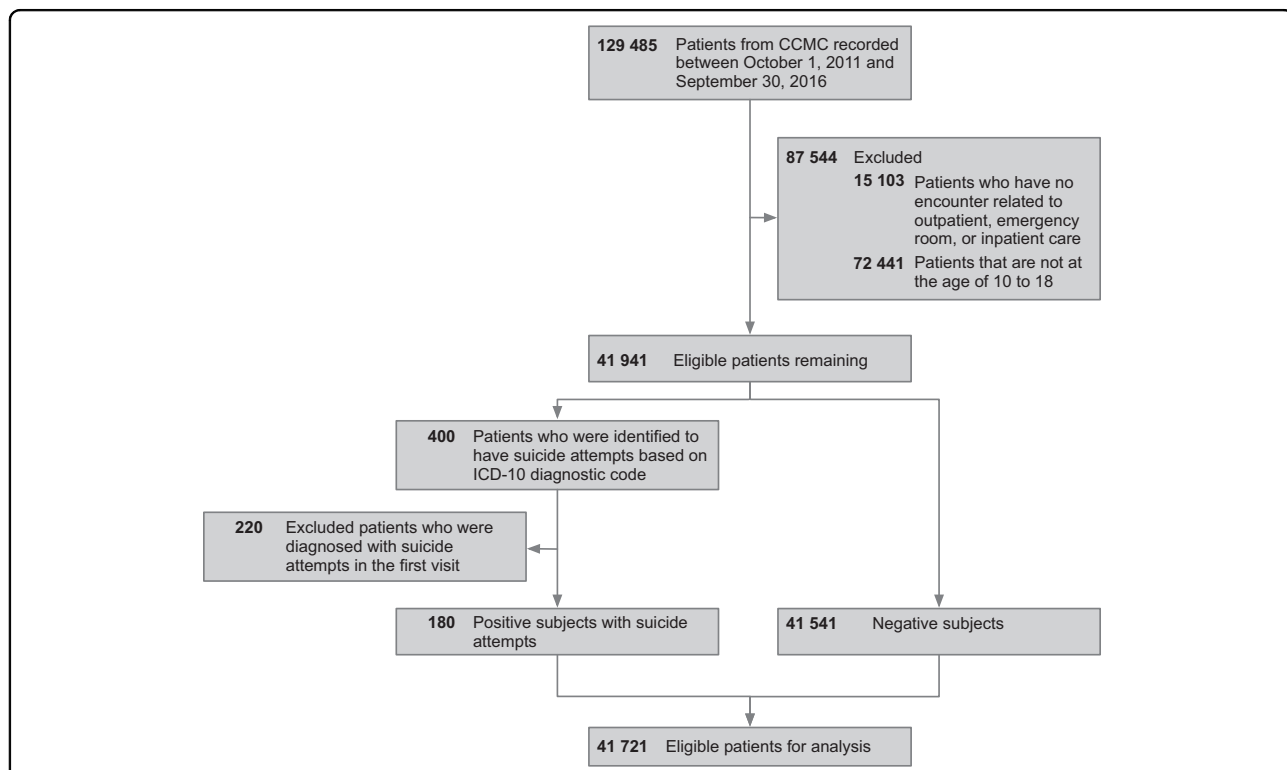 129 485 Patients from CCMC recorded
between October 1, 2011 and
September 30, 2016
87 544 Excluded
15 103 Patients who have no
encounter related to
outpatient, emergency
room, or inpatient care
72 441 Patients that are not at
the age of 10 to 18
41 941 Eligible patients remaining
400 Patients who were identified to
have suicide attempts based on
ICD-10 diagnostic code
220 Excluded patients who were
diagnosed with suicide
attempts in the first visit
180 Positive subjects with suicide
attempts
41 541 Negative subjects
41 721 Eligible patients for analysis